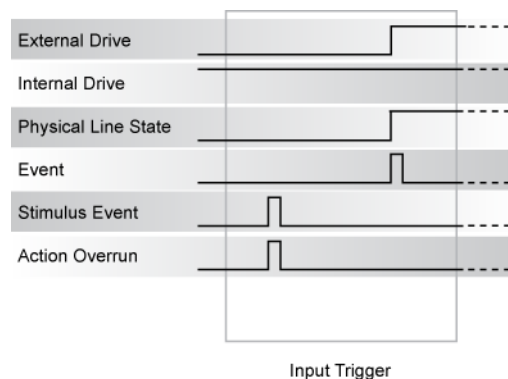 External Drive
Internal Drive
Physical Line State
Event
Stimulus Event
Action Overrun
Input Trigger